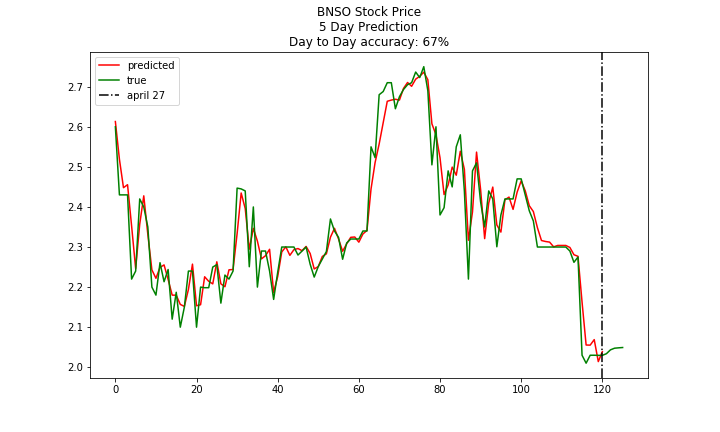 BNSO Stock Price
5 Day Prediction
Day to Day accuracy: 67%
predicted
true
april 27
2.7
2.6
2.5
2.4
2.3
2.2
2.1
2.0
0 20 40 60 80 100 120